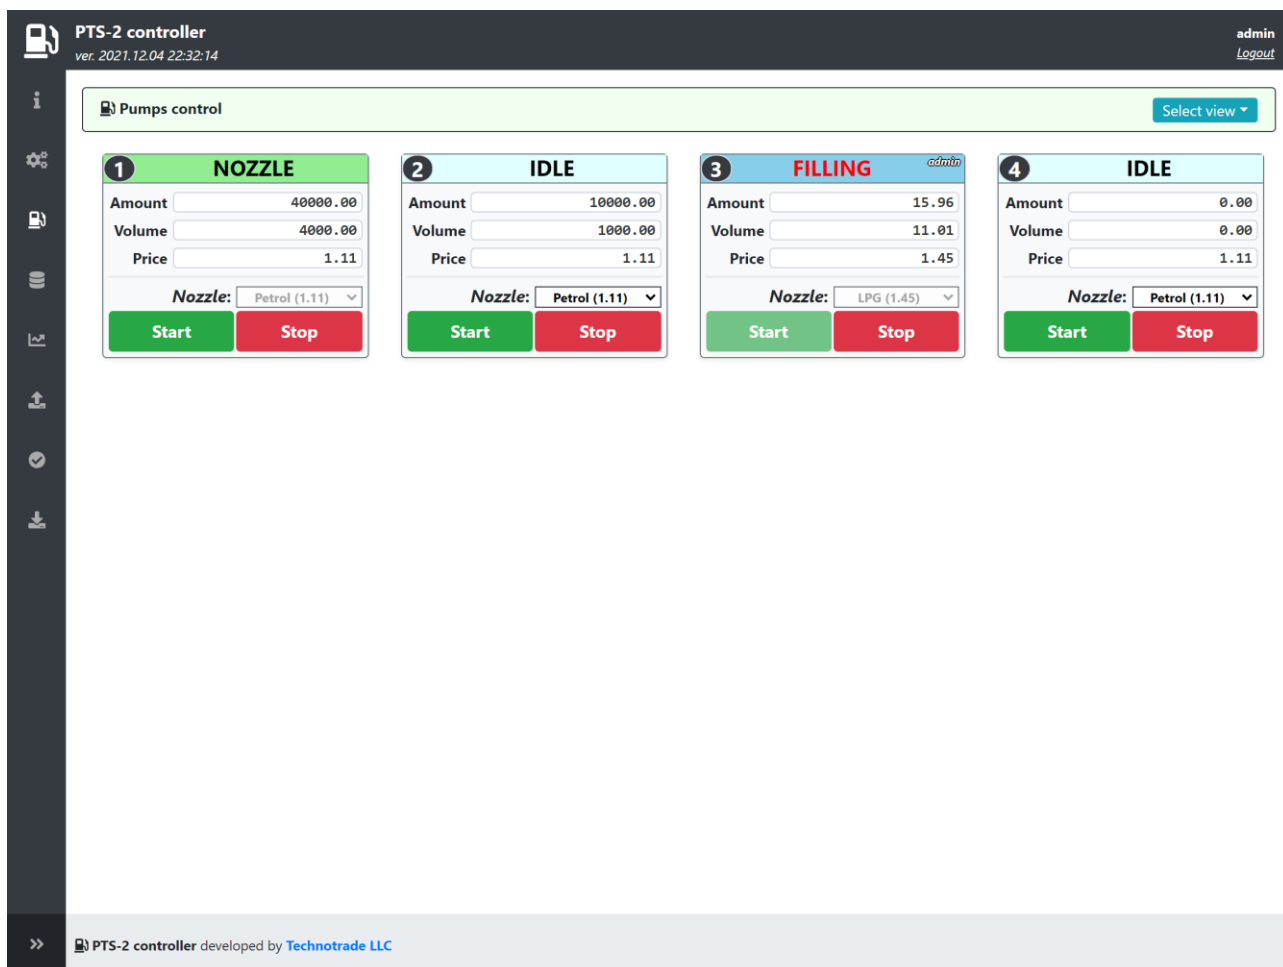 PTS-2 controller
ver. 2021.12.04 22:32:14
admin
Logout
Pumps control
Select view
1 NOZZLE
Amount 40000.00
Volume 4000.00
Price 1.11
Nozzle: Petrol (1.11)
Start Stop
2 IDLE
Amount 10000.00
Volume 1000.00
Price 1.11
Nozzle: Petrol (1.11)
Start Stop
3 FILLING admin
Amount 15.96
Volume 11.01
Price 1.45
Nozzle: LPG (1.45)
Start Stop
4 IDLE
Amount 0.00
Volume 0.00
Price 1.11
Nozzle: Petrol (1.11)
Start Stop
PTS-2 controller developed by Technotrade LLC